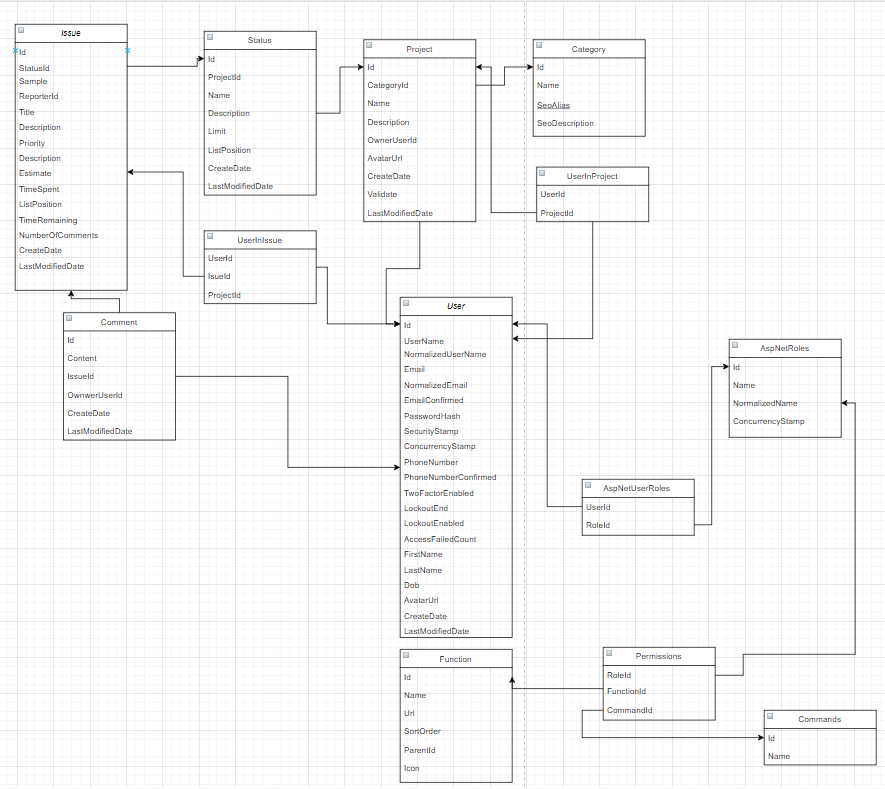 Issue
Id
StatusId
Sample
ReporterId
Title
Description
Priority
Description
Estimate
TimeSpent
ListPosition
TimeRemaining
NumberOfComments
CreateDate
LastModifiedDate
Status
Id
ProjectId
Name
Description
Limit
ListPosition
CreateDate
LastModifiedDate
Project
Id
CategoryId
Name
Description
OwnerUserId
AvatarUrl
CreateDate
Validate
LastModifiedDate
Category
Id
Name
SeoAlias
SeoDescription
UserInProject
UserId
ProjectId
UserInIssue
UserId
IsueId
ProjectId
Comment
Id
Content
IssueId
OwnwerUserId
CreateDate
LastModifiedDate
User
Id
UserName
NormalizedUserName
Email
NormalizedEmail
EmailConfirmed
PasswordHash
SecurityStamp
ConcurrencyStamp
PhoneNumber
PhoneNumberConfirmed
TwoFactorEnabled
LockoutEnd
LockoutEnabled
AccessFailedCount
FirstName
LastName
Dob
AvatarUrl
CreateDate
LastModifiedDate
AspNetRoles
Id
Name
NormalizedName
ConcurrencyStamp
AspNetUserRoles
UserId
RoleId
Function
Id
Name
Url
SortOrder
ParentId
Icon
Permissions
RoleId
FunctionId
CommandId
Commands
Id
Name